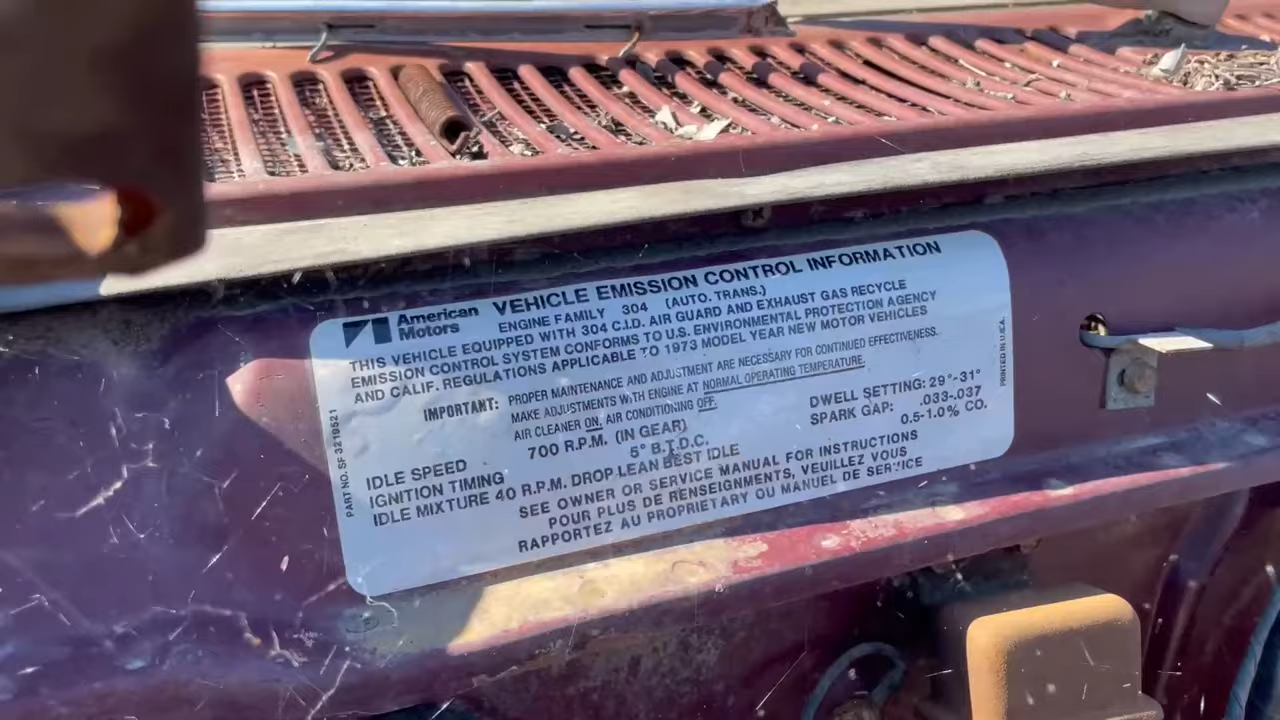 American
Motors
VEHICLE EMISSION CONTROL INFORMATION
ENGINE FAMILY 304 (AUTO. TRANS.)
THIS VEHICLE EQUIPPED WITH 304 C.I.D. AIR GUARD AND EXHAUST GAS RECYCLE
EMISSION CONTROL SYSTEM CONFORMS TO U.S. ENVIRONMENTAL PROTECTION AGENCY
AND CALIF. REGULATIONS APPLICABLE TO 1973 MODEL YEAR NEW MOTOR VEHICLES
IMPORTANT: PROPER MAINTENANCE AND ADJUSTMENT ARE NECESSARY FOR CONTINUED EFFECTIVENESS.
MAKE ADJUSTMENTS WITH ENGINE AT NORMAL OPERATING TEMPERATURE.
AIR CLEANER ON, AIR CONDITIONING OFF.
IDLE SPEED 700 R.P.M. (IN GEAR) DWELL SETTING: 29°-31°
IGNITION TIMING 5° B.T.D.C. SPARK GAP: .033-.037
IDLE MIXTURE 40 R.P.M. DROP LEAN BEST IDLE 0.5-1.0% CO.
SEE OWNER OR SERVICE MANUAL FOR INSTRUCTIONS
POUR PLUS DE RENSEIGNMENTS, VEUILLEZ VOUS
RAPPORTEZ AU PROPRIETARY OU MANUEL DE SERVICE
PART NO. SF 3219521
PRINTED IN U.S.A.